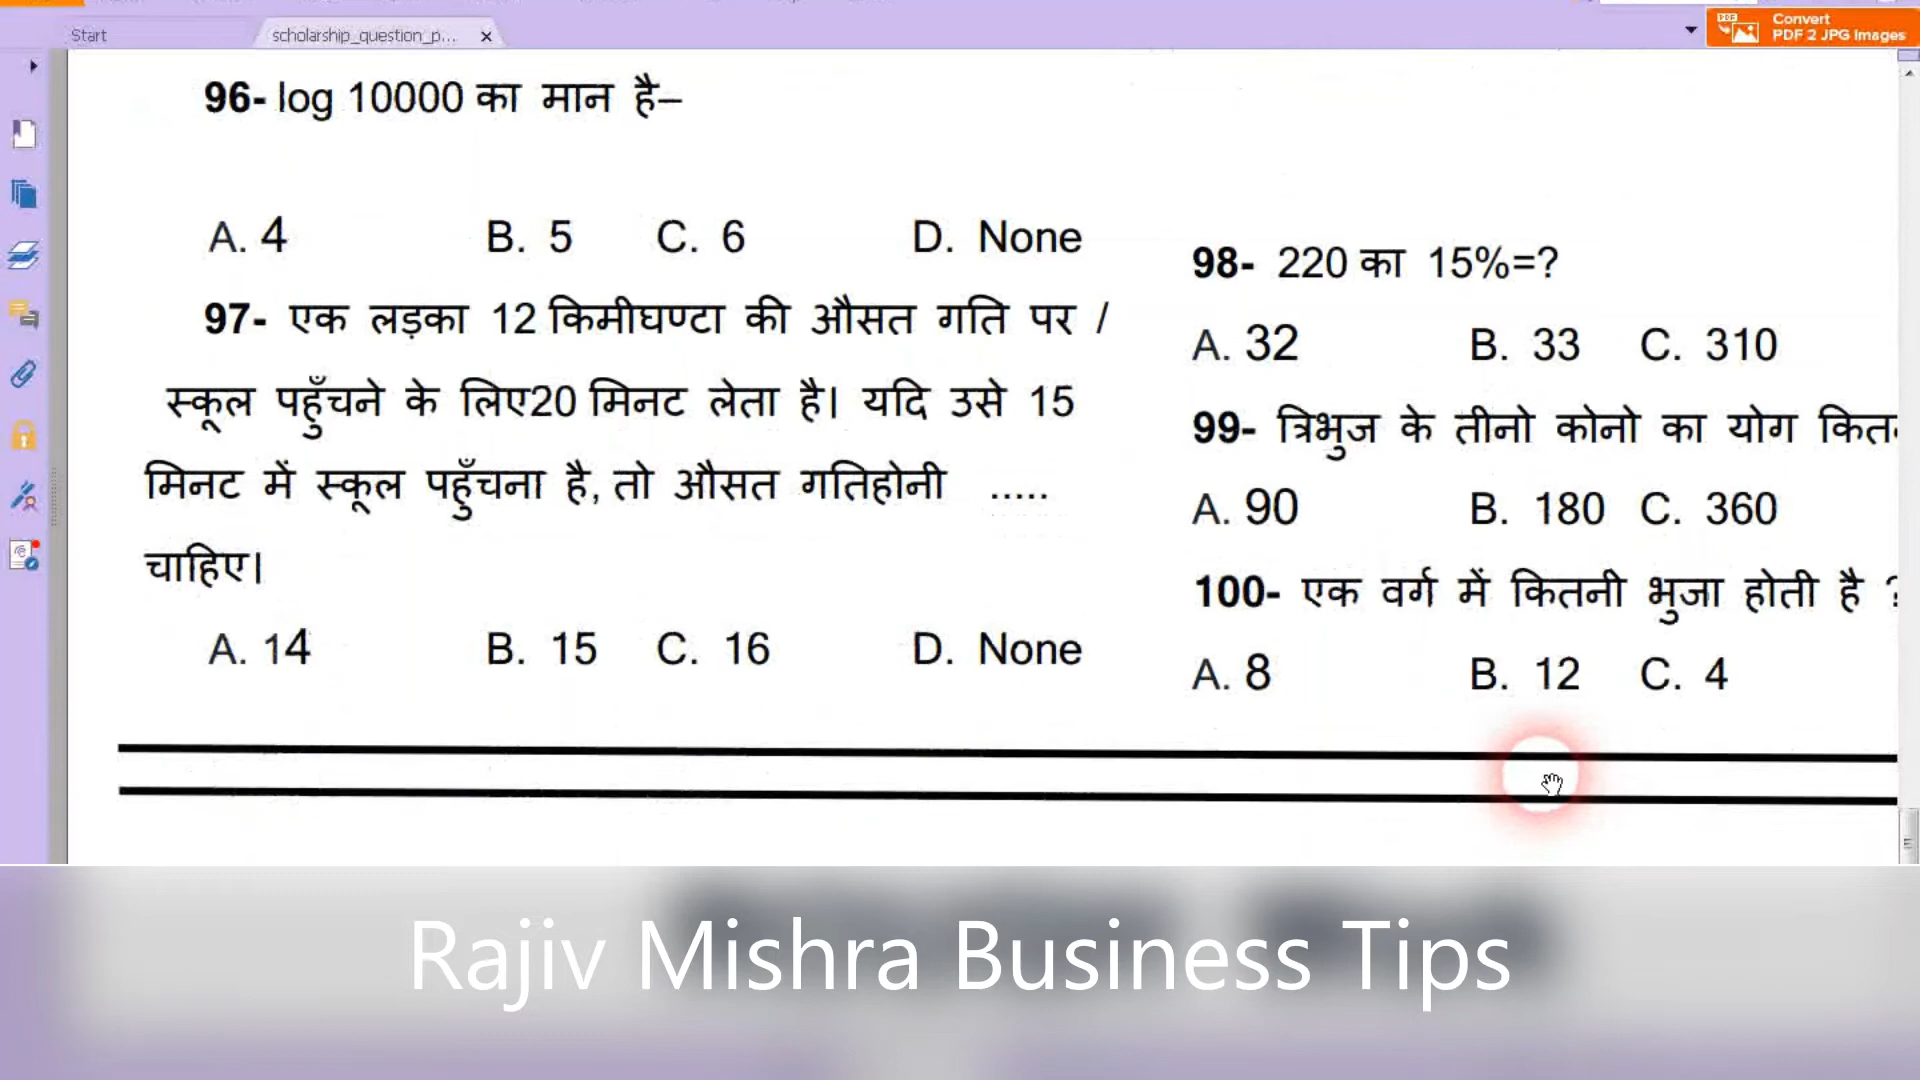 Start
scholarship_question_p...
Convert
PDF 2 JPG Images
96- log 10000 का मान है–
A. 4 B. 5 C. 6 D. None
97- एक लड़का 12 किमीघण्टा की औसत गति पर /
स्कूल पहुँचने के लिए20 मिनट लेता है। यदि उसे 15
मिनट में स्कूल पहुँचना है, तो औसत गतिहोनी .....
चाहिए।
A. 14 B. 15 C. 16 D. None
98- 220 का 15%=?
A. 32 B. 33 C. 310
99- त्रिभुज के तीनो कोनो का योग
A. 90 B. 180 C. 360
100- एक वर्ग में कितनी भुजा होती है ?
A. 8 B. 12 C. 4
Rajiv Mishra Business Tips